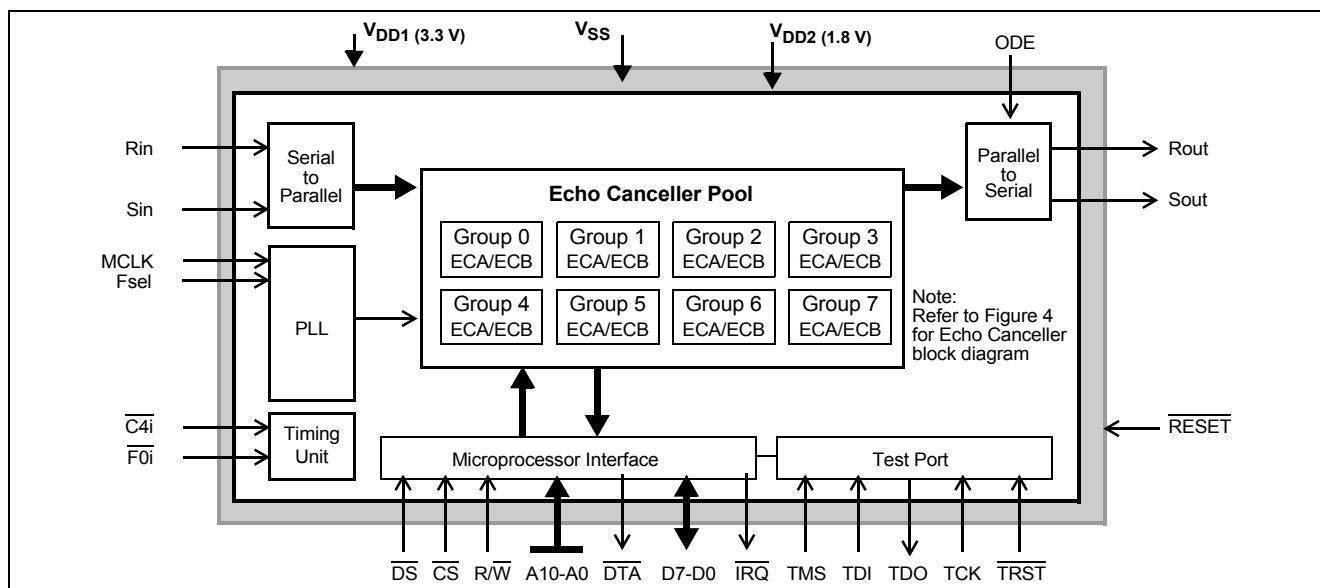 VDD1 (3.3 V)
VSS
VDD2 (1.8 V)
ODE
Rin
Sin
MCLK
Fsel
C4i
F0i
Serial
to
Parallel
PLL
Timing
Unit
Echo Canceller Pool
Group 0
ECA/ECB
Group 1
ECA/ECB
Group 2
ECA/ECB
Group 3
ECA/ECB
Group 4
ECA/ECB
Group 5
ECA/ECB
Group 6
ECA/ECB
Group 7
ECA/ECB
Note:
Refer to Figure 4
for Echo Canceller
block diagram
Parallel
to
Serial
Rout
Sout
RESET
Microprocessor Interface
Test Port
DS
CS
R/W
A10-A0
DTA
D7-D0
IRQ
TMS
TDI
TDO
TCK
TRST